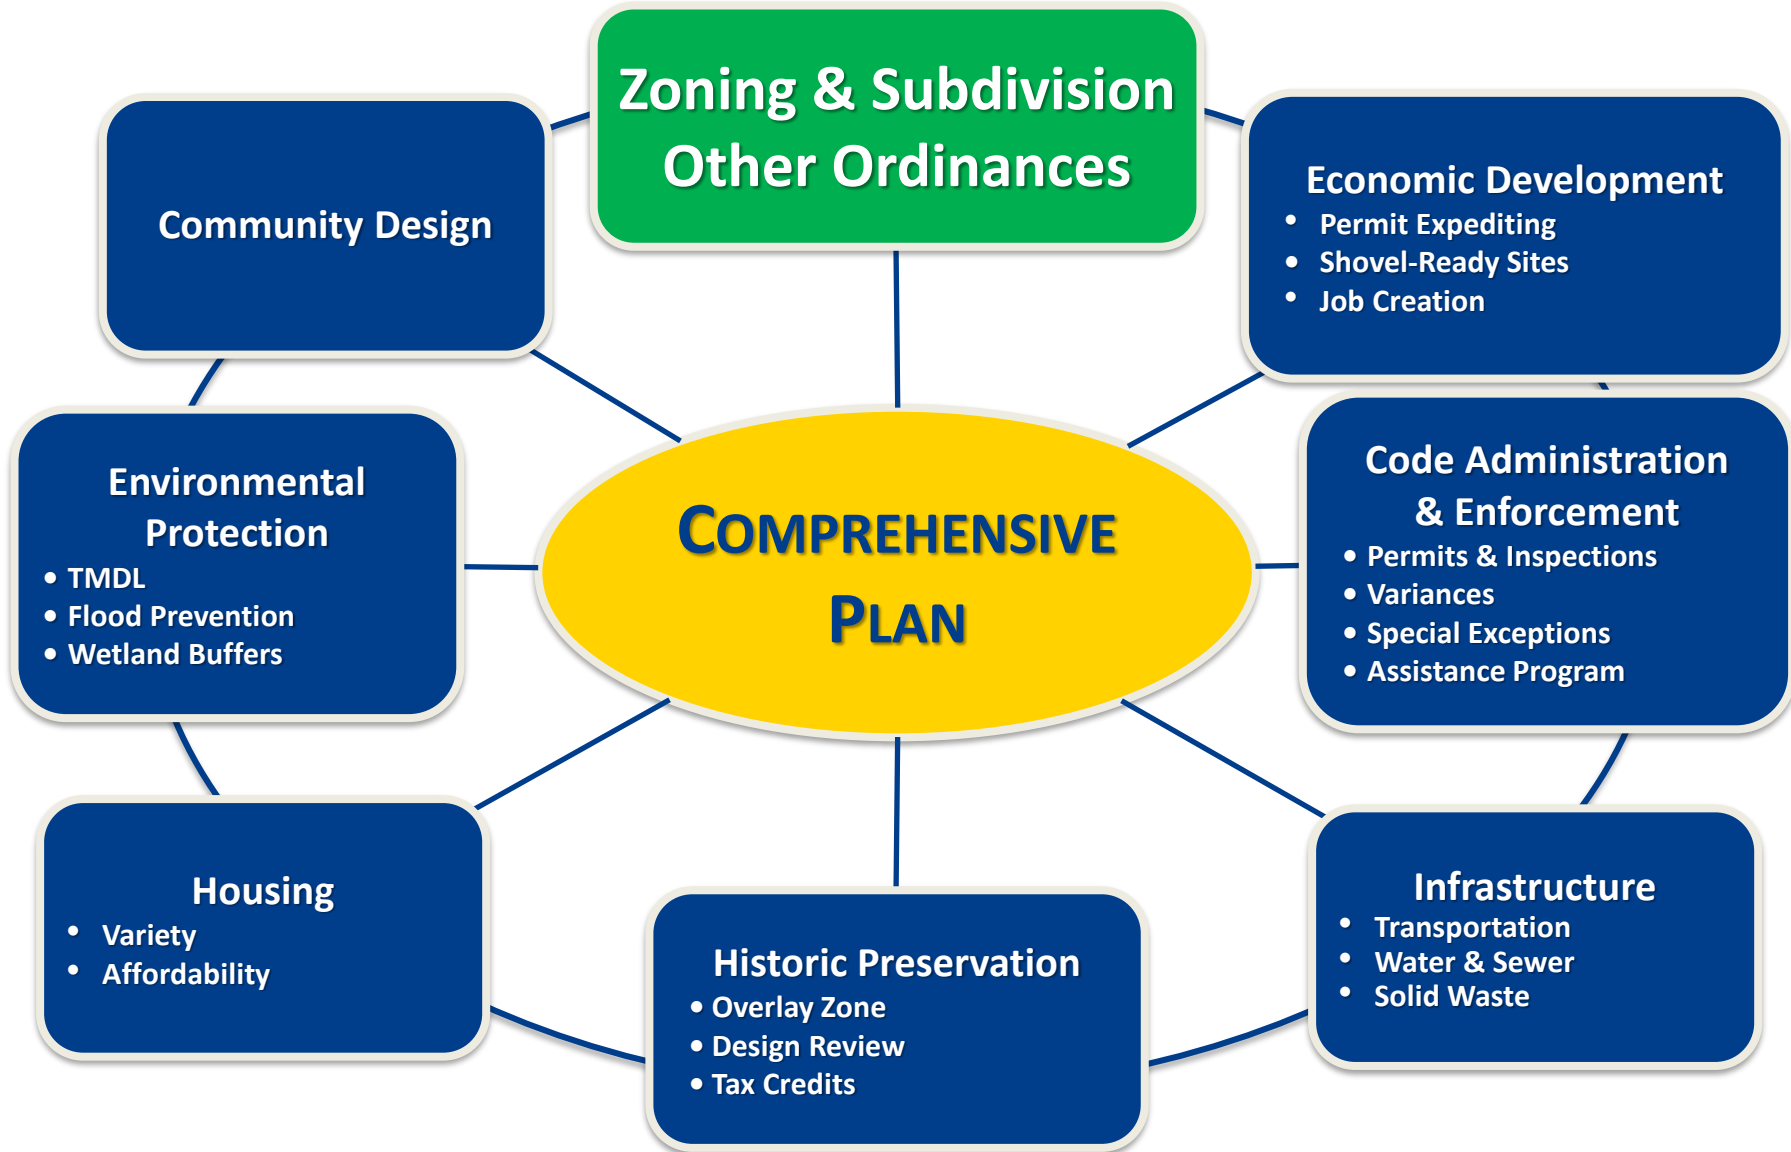 Zoning & Subdivision
Other Ordinances
Community Design
Economic Development
• Permit Expediting
• Shovel-Ready Sites
• Job Creation
Environmental
Protection
• TMDL
• Flood Prevention
• Wetland Buffers
COMPREHENSIVE
PLAN
Code Administration
& Enforcement
• Permits & Inspections
• Variances
• Special Exceptions
• Assistance Program
Housing
• Variety
• Affordability
Historic Preservation
• Overlay Zone
• Design Review
• Tax Credits
Infrastructure
• Transportation
• Water & Sewer
• Solid Waste